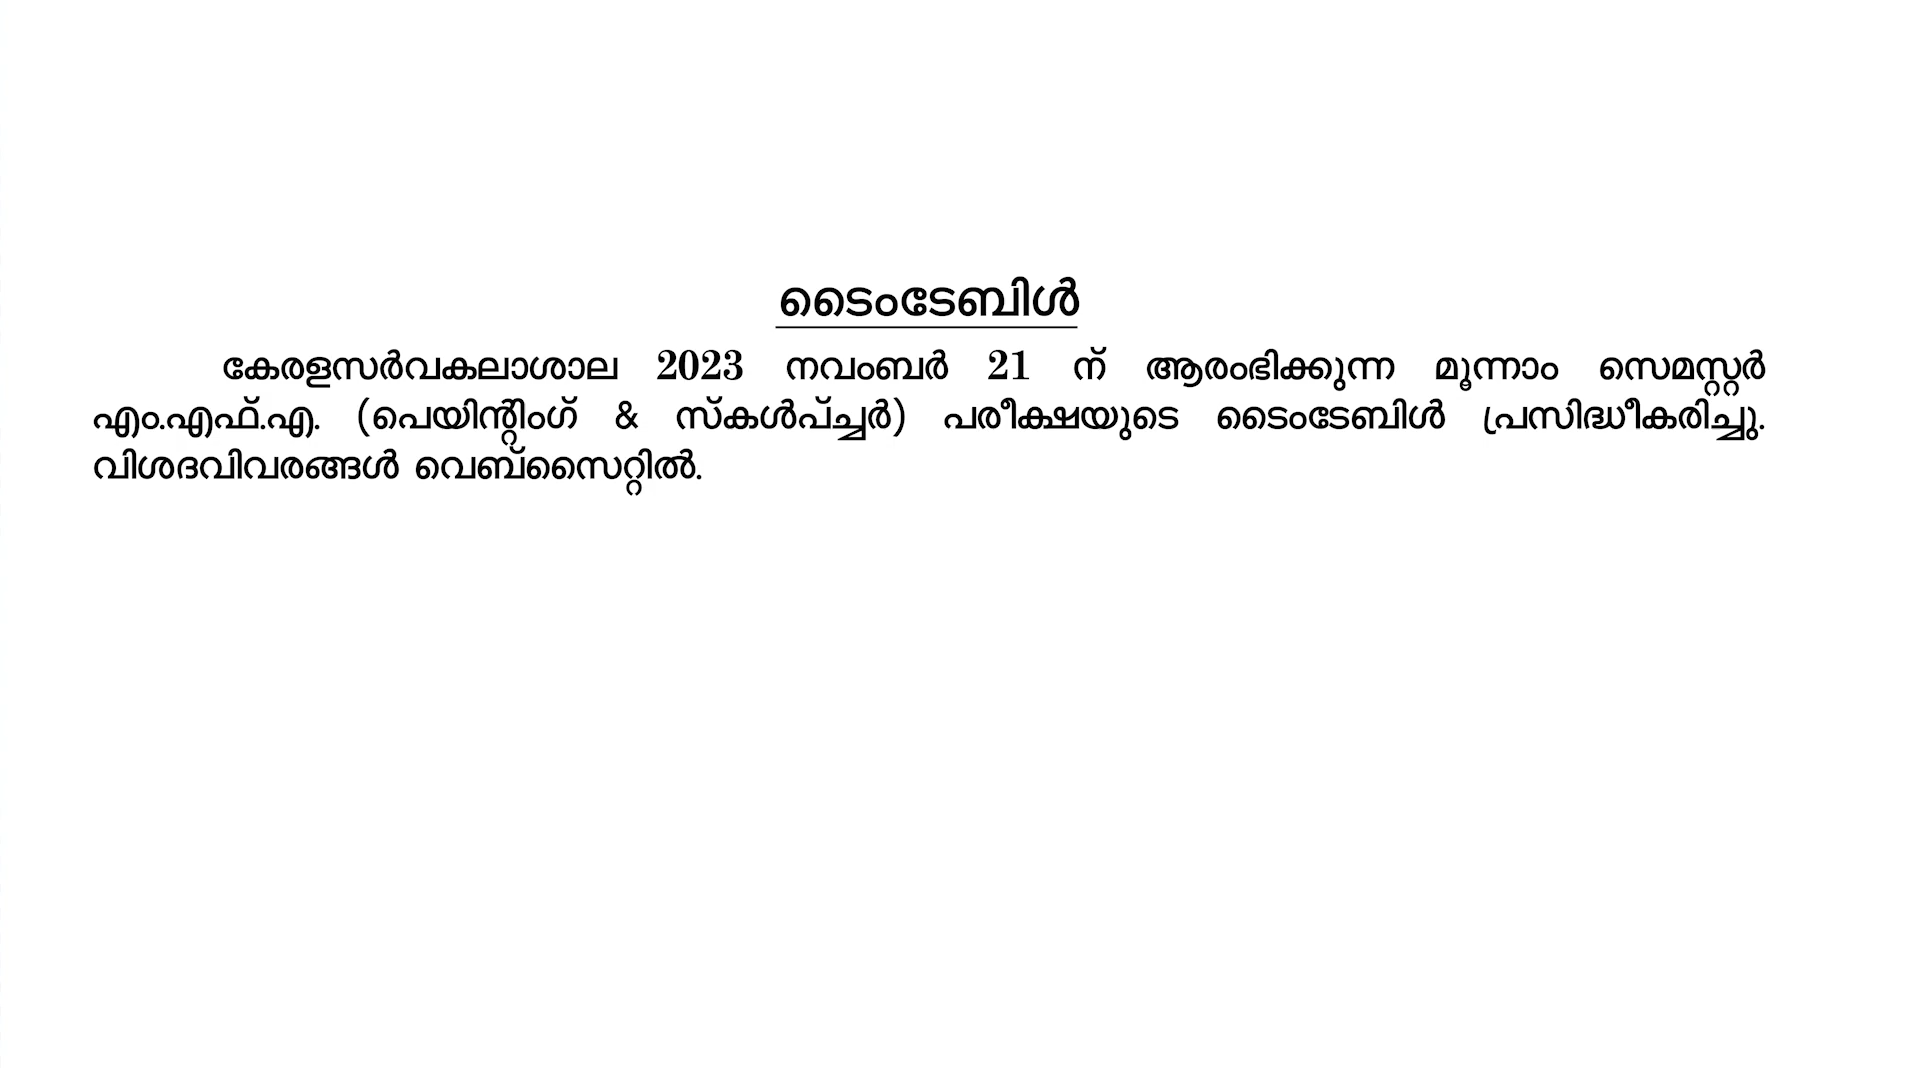 ടൈംടേബിൾ
കേരളസർവകലാശാല 2023 നവംബർ 21 ന് ആരംഭിക്കുന്ന മൂന്നാം സെമസ്റ്റർ
എം.എഫ്.എ. (പെയിന്റിംഗ് & സ്കൾപ്ച്ചർ) പരീക്ഷയുടെ ടൈംടേബിൾ പ്രസിദ്ധീകരിച്ചു.
വിശദവിവരങ്ങൾ വെബ്സൈറ്റിൽ.